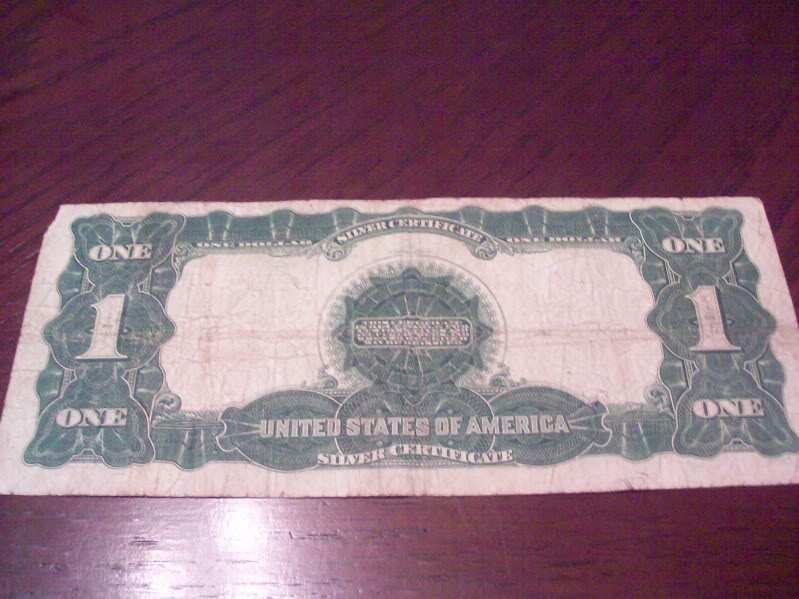 SILVER CERTIFICATE
ONE ONE DOLLAR ONE DOLLAR ONE
1 1
ONE ONE
UNITED STATES OF AMERICA
SILVER CERTIFICATE